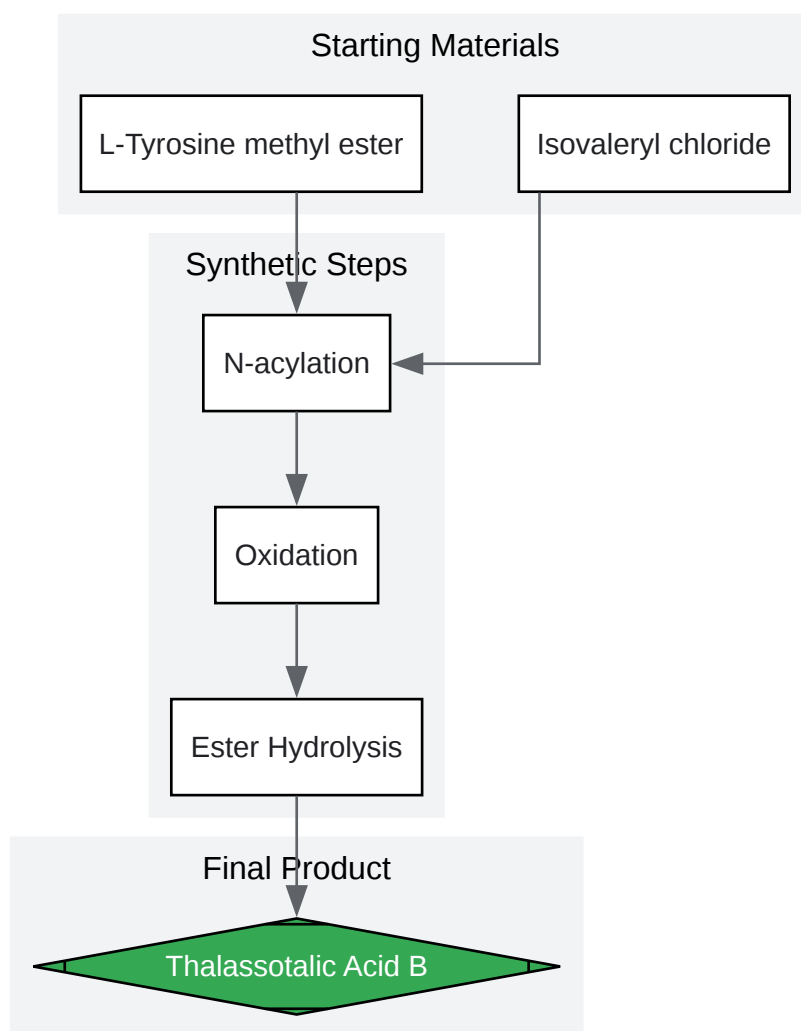 Starting Materials
L-Tyrosine methyl ester
Isovaleryl chloride
Synthetic Steps
N-acylation
Oxidation
Ester Hydrolysis
Final Product
Thalassotalic Acid B